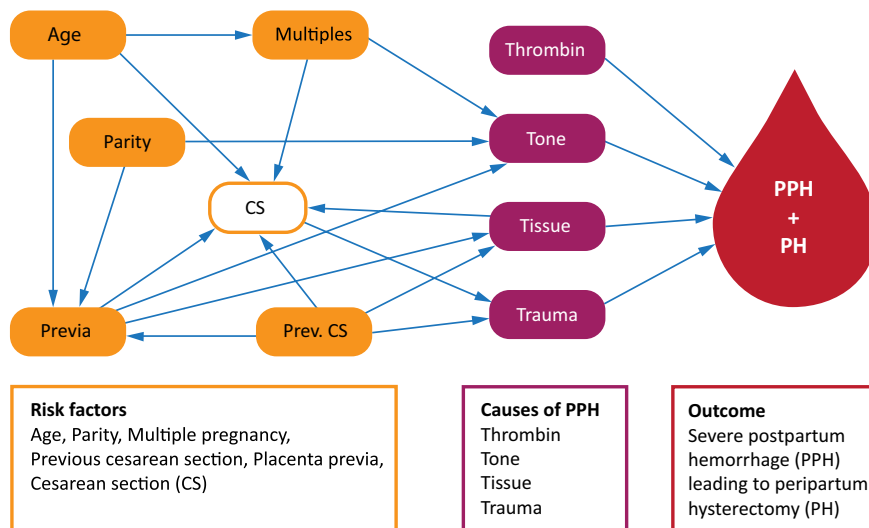 Age
Multiples
Thrombin
Parity
Tone
CS
Tissue
PPH
+
PH
Previa
Prev. CS
Trauma
Risk factors
Age, Parity, Multiple pregnancy,
Previous cesarean section, Placenta previa,
Cesarean section (CS)
Causes of PPH
Thrombin
Tone
Tissue
Trauma
Outcome
Severe postpartum
hemorrhage (PPH)
leading to peripartum
hysterectomy (PH)